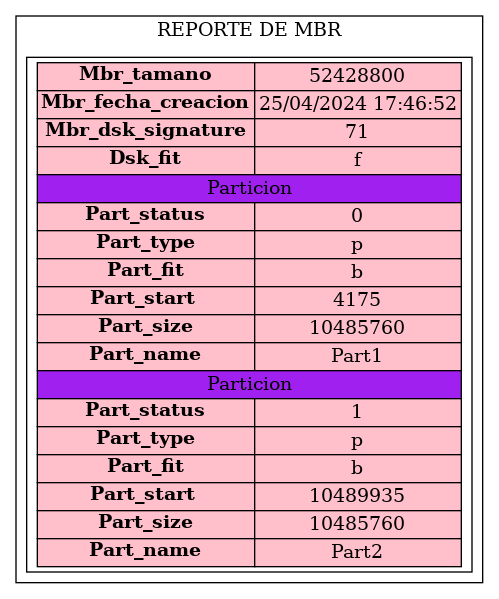 REPORTE DE MBR
Mbr_tamano 52428800
Mbr_fecha_creacion 25/04/2024 17:46:52
Mbr_dsk_signature 71
Dsk_fit f
Particion
Part_status 0
Part_type p
Part_fit b
Part_start 4175
Part_size 10485760
Part_name Part1
Particion
Part_status 1
Part_type p
Part_fit b
Part_start 10489935
Part_size 10485760
Part_name Part2